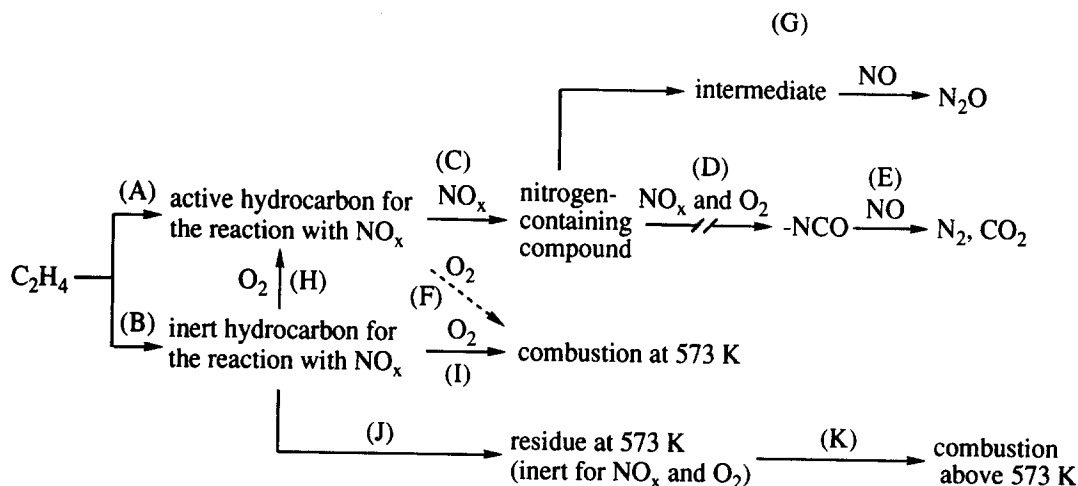 (G)
intermediate NO N₂O
(A) active hydrocarbon for
the reaction with NOₓ
(C)
NOₓ
nitrogen-
containing
compound
(D)
NOₓ and O₂
-NCO
(E)
NO
N₂, CO₂
C₂H₄
O₂ (H)
O₂
(F)
(B) inert hydrocarbon for
the reaction with NOₓ
O₂
(I)
combustion at 573 K
(J)
residue at 573 K
(inert for NOₓ and O₂)
(K)
combustion
above 573 K